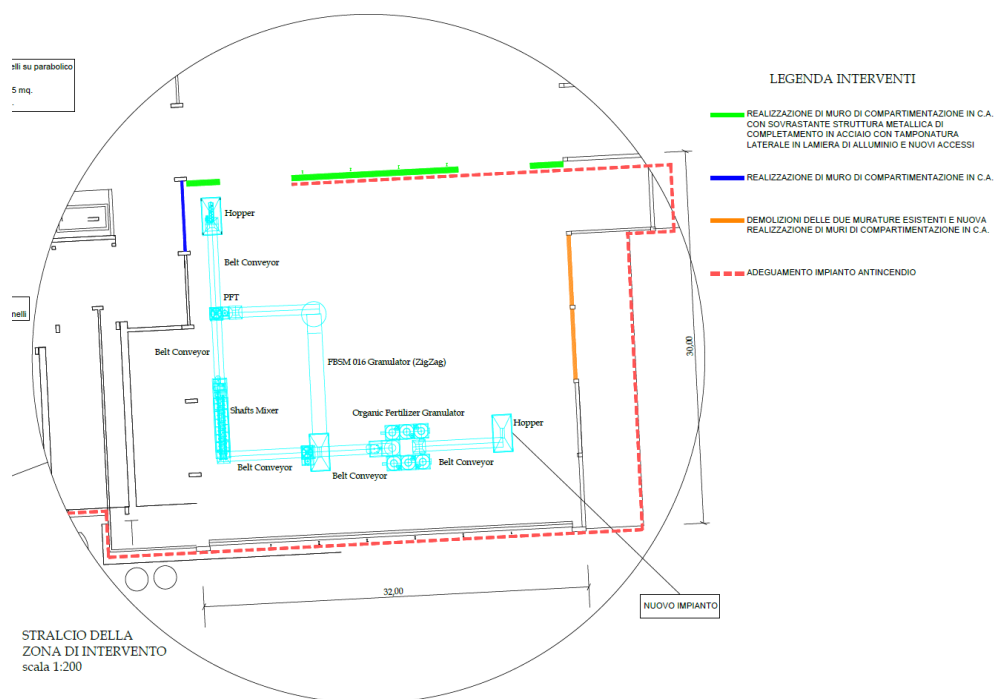 elli su parabolico
5 mq.
LEGENDA INTERVENTI
REALIZZAZIONE DI MURO DI COMPARTIMENTAZIONE IN C.A.
CON SOVRASTANTE STRUTTURA METALLICA DI
COMPLETAMENTO IN ACCIAIO CON TAMPONATURA
LATERALE IN LAMIERA DI ALLUMINIO E NUOVI ACCESSI
REALIZZAZIONE DI MURO DI COMPARTIMENTAZIONE IN C.A.
DEMOLIZIONI DELLE DUE MURATURE ESISTENTI E NUOVA
REALIZZAZIONE DI MURI DI COMPARTIMENTAZIONE IN C.A.
ADEGUAMENTO IMPIANTO ANTINCENDIO
Hopper
Belt Conveyor
PFT
nelli
Belt Conveyor
FBSM 016 Granulator (ZigZag)
30,00
Shafts Mixer
Organic Fertilizer Granulator
Hopper
Belt Conveyor
Belt Conveyor
Belt Conveyor
32,00
NUOVO IMPIANTO
STRALCIO DELLA
ZONA DI INTERVENTO
scala 1:200